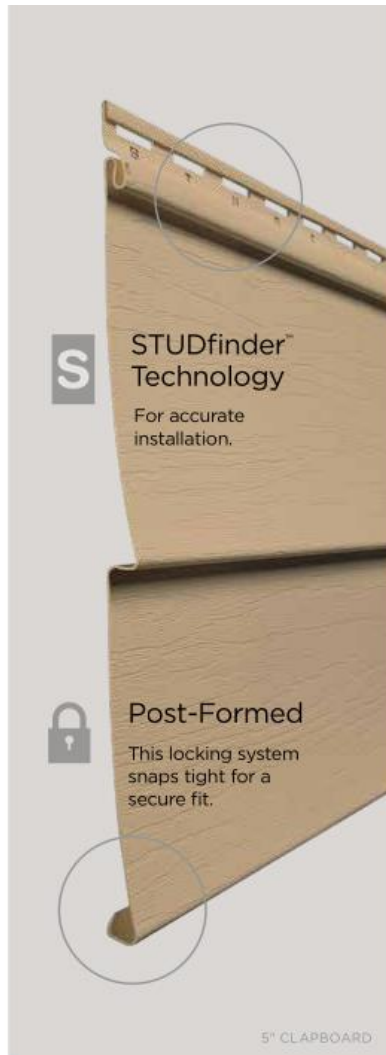 S
STUDfinder™
Technology
For accurate
installation.
Post-Formed
This locking system
snaps tight for a
secure fit.
5" CLAPBOARD